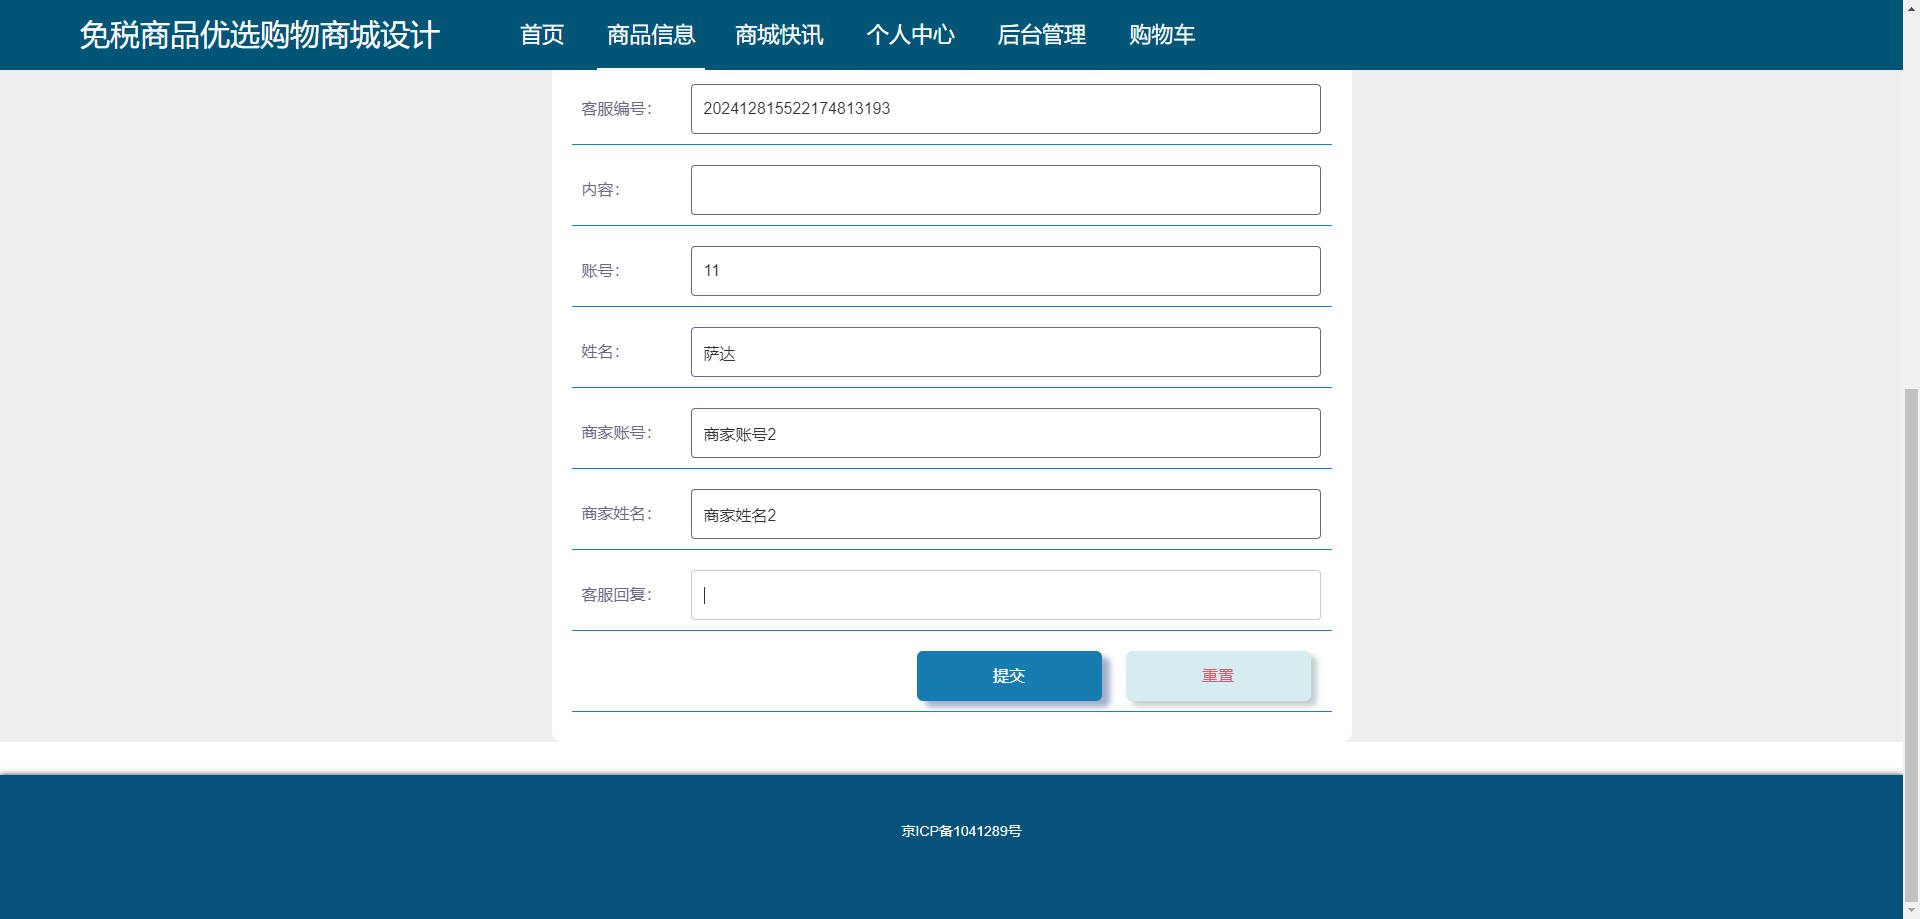 免税商品优选购物商城设计 首页 商品信息 商城快讯 个人中心 后台管理 购物车
客服编号: 202412815522174813193
内容:
账号: 11
姓名: 萨达
商家账号: 商家账号2
商家姓名: 商家姓名2
客服回复:
提交 重置
京ICP备1041289号